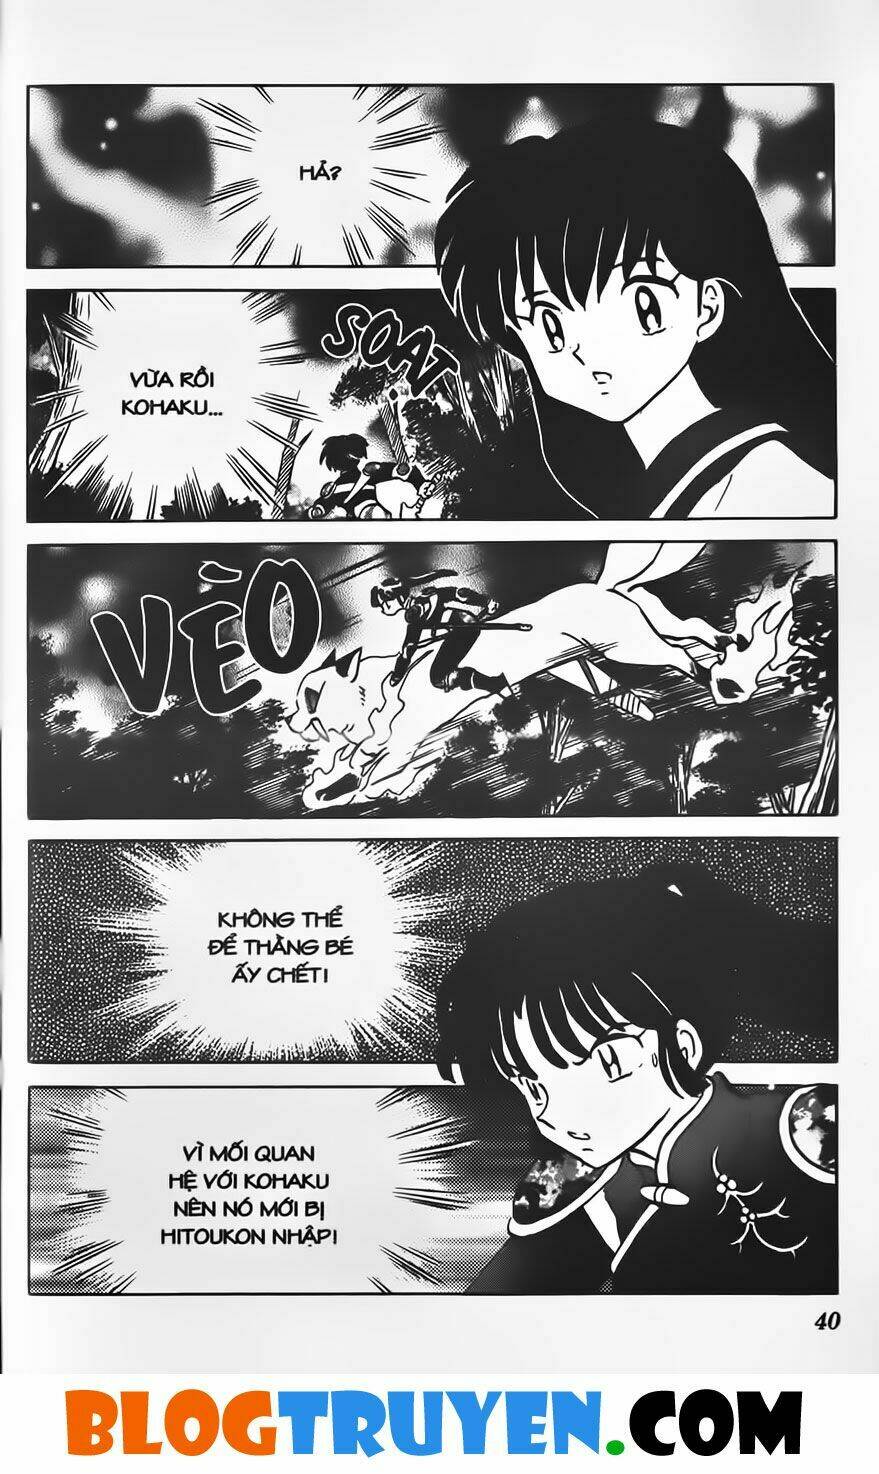 HẢ?
VỪA RỒI
KOHAKU...
SOẠT
VÈO
KHÔNG THỂ
ĐỂ THẰNG BÉ
ẤY CHẾT!
VÌ MỐI QUAN
HỆ VỚI KOHAKU
NÊN NÓ MỚI BỊ
HITOUKON NHẬP!
40
BLOGTRUYEN.COM